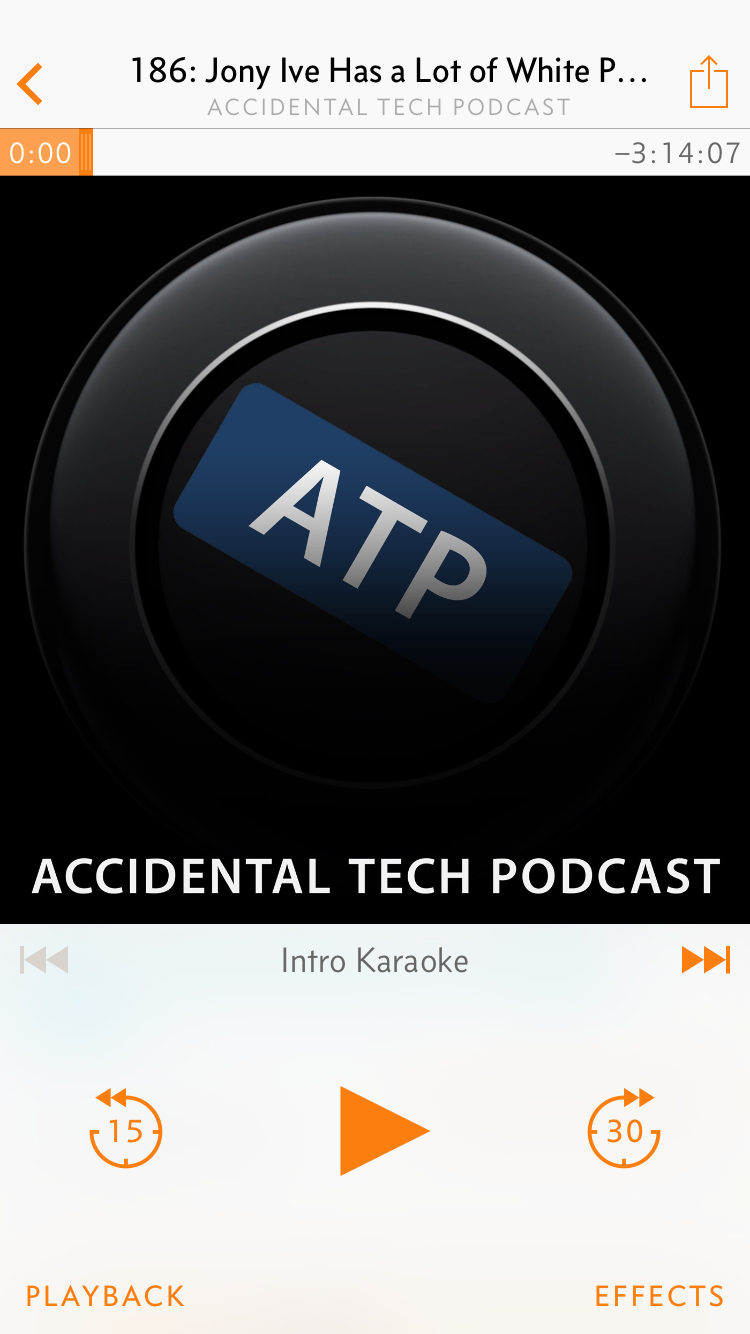 186: Jony Ive Has a Lot of White P…
ACCIDENTAL TECH PODCAST
0:00
−3:14:07
ATP
ACCIDENTAL TECH PODCAST
Intro Karaoke
15
30
PLAYBACK
EFFECTS